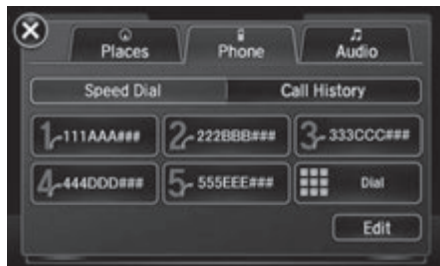 Places Phone Audio
Speed Dial Call History
1 111AAA### 2 222BBB### 3 333CCC###
4 444DDD### 5 555EEE### Dial
Edit